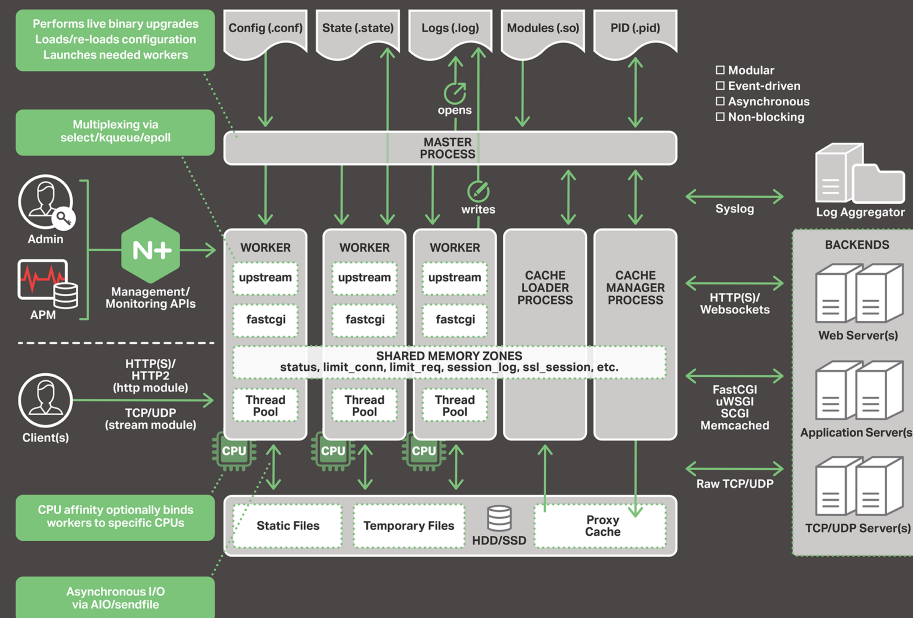 Performs live binary upgrades
Loads/re-loads configuration
Launches needed workers
Config (.conf)
State (.state)
Logs (.log)
Modules (.so)
PID (.pid)
opens
Modular
Event-driven
Asynchronous
Non-blocking
Multiplexing via
select/kqueue/epoll
MASTER
PROCESS
writes
Syslog
Log Aggregator
Admin
APM
N+
Management/
Monitoring APIs
WORKER
upstream
fastcgi
Thread
Pool
WORKER
upstream
fastcgi
Thread
Pool
WORKER
upstream
fastcgi
Thread
Pool
CACHE
LOADER
PROCESS
CACHE
MANAGER
PROCESS
SHARED MEMORY ZONES
status, limit_conn, limit_req, session_log, ssl_session, etc.
HTTP(S)/
HTTP2
(http module)
TCP/UDP
(stream module)
Client(s)
CPU
CPU
CPU
BACKENDS
HTTP(S)/
Websockets
Web Server(s)
FastCGI
uWSGI
SCGI
Memcached
Application Server(s
Raw TCP/UDP
TCP/UDP Server(s)
CPU affinity optionally binds
workers to specific CPUs
Static Files
Temporary Files
HDD/SSD
Proxy
Cache
Asynchronous I/O
via AIO/sendfile